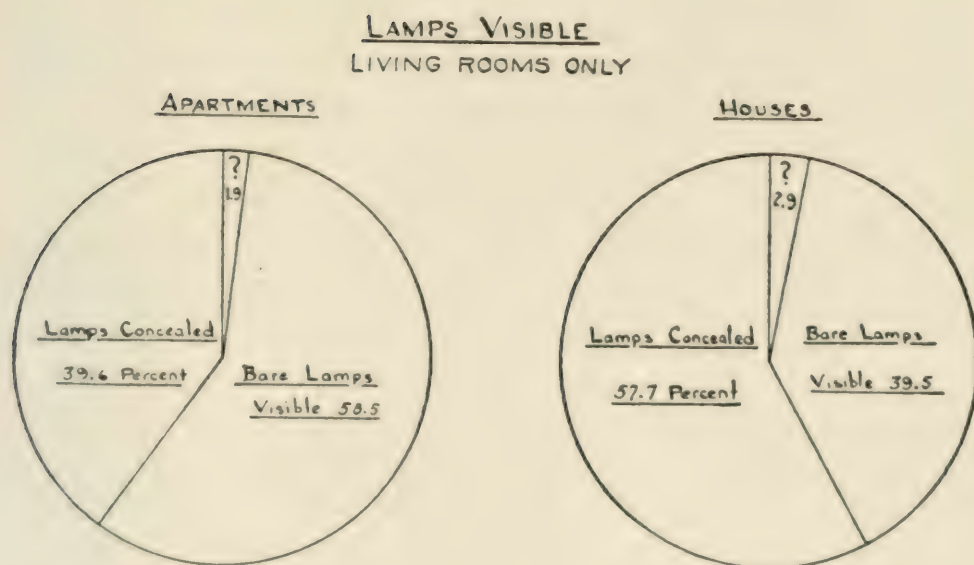 LAMPS VISIBLE
LIVING ROOMS ONLY
APARTMENTS
?
1.9
Lamps Concealed
39.6 Percent
Bare Lamps
Visible 58.5
HOUSES
?
2.9
Lamps Concealed
57.7 Percent
Bare Lamps
Visible 39.5